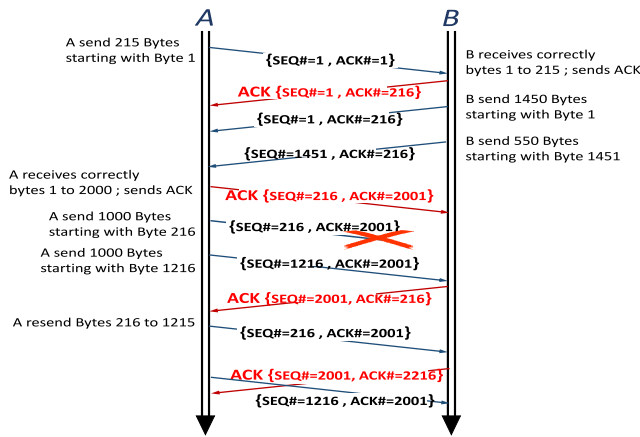 A
B
A send 215 Bytes
starting with Byte 1
{SEQ#=1 , ACK#=1}
B receives correctly
bytes 1 to 215 ; sends ACK
ACK {SEQ#=1 , ACK#=216}
B send 1450 Bytes
starting with Byte 1
{SEQ#=1 , ACK#=216}
B send 550 Bytes
starting with Byte 1451
{SEQ#=1451 , ACK#=216}
A receives correctly
bytes 1 to 2000 ; sends ACK
ACK {SEQ#=216 , ACK#=2001}
A send 1000 Bytes
starting with Byte 216
{SEQ#=216 , ACK#=2001}
A send 1000 Bytes
starting with Byte 1216
{SEQ#=1216 , ACK#=2001}
ACK {SEQ#=2001, ACK#=216}
A resend Bytes 216 to 1215
{SEQ#=216 , ACK#=2001}
ACK {SEQ#=2001, ACK#=2216}
{SEQ#=1216 , ACK#=2001}